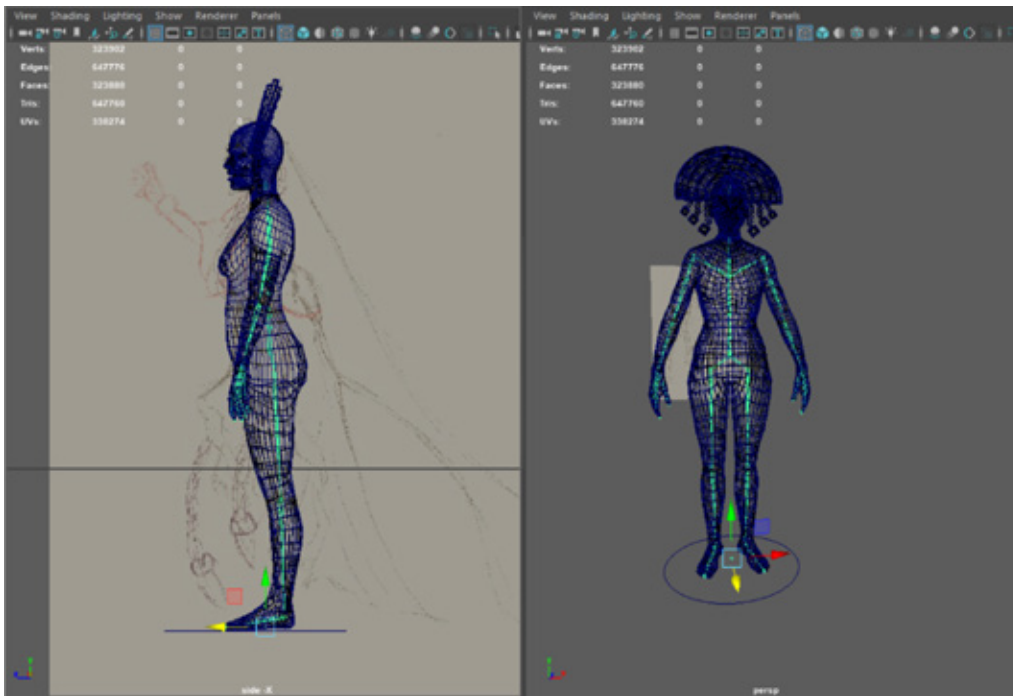 View Shading Lighting Show Renderer Panels
Verts: 323902 0 0
Edges: 647776 0 0
Faces: 323880 0 0
Tris: 647760 0 0
UVs: 338274 0 0
side -X
View Shading Lighting Show Renderer Panels
Verts: 323902 0 0
Edges: 647776 0 0
Faces: 323880 0 0
Tris: 647760 0 0
UVs: 338274 0 0
persp